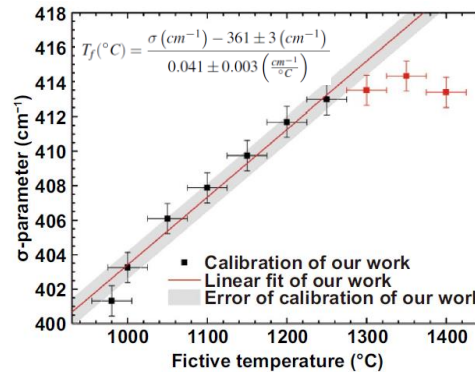 418
416
414
412
410
408
406
404
402
400
σ-parameter (cm⁻¹)
T_f(°C) = \frac{σ (cm^{-1}) − 361 ± 3 (cm^{-1})}{0.041 ± 0.003 (\frac{cm^{-1}}{°C})}
Calibration of our work
Linear fit of our work
Error of calibration of our work
1000 1100 1200 1300 1400
Fictive temperature (°C)